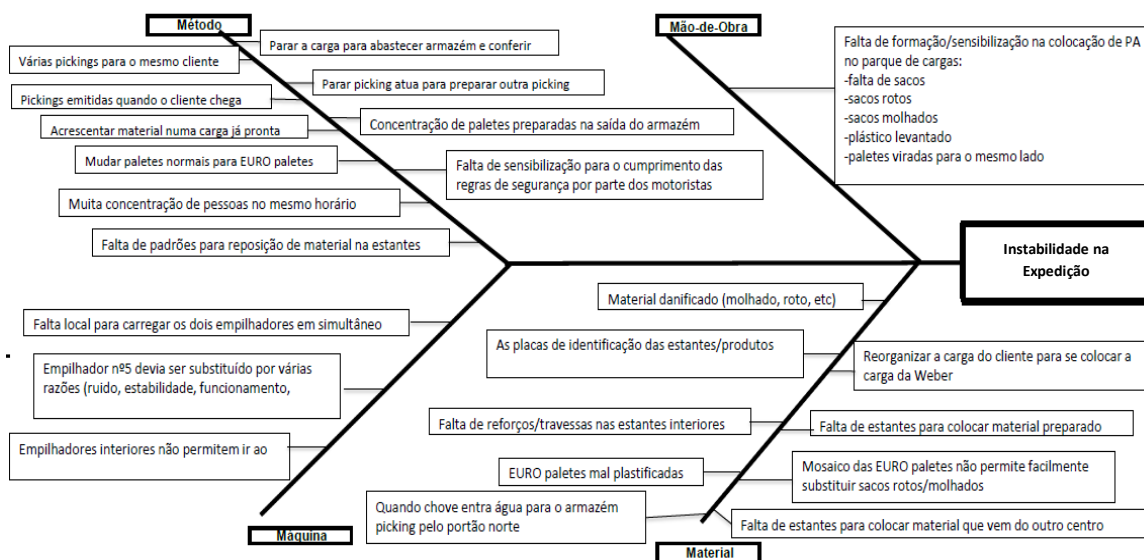 Método
Parar a carga para abastecer armazém e conferir
Várias pickings para o mesmo cliente
Parar picking atua para preparar outra picking
Pickings emitidas quando o cliente chega
Concentração de paletes preparadas na saída do armazém
Acrescentar material numa carga já pronta
Mudar paletes normais para EURO paletes
Falta de sensibilização para o cumprimento das
regras de segurança por parte dos motoristas
Muita concentração de pessoas no mesmo horário
Falta de padrões para reposição de material na estantes
Mão-de-Obra
Falta de formação/sensibilização na colocação de PA
no parque de cargas:
-falta de sacos
-sacos rotos
-sacos molhados
-plástico levantado
-paletes viradas para o mesmo lado
Instabilidade na
Expedição
Falta local para carregar os dois empilhadores em simultâneo
Empilhador nº5 devia ser substituído por várias
razões (ruido, estabilidade, funcionamento,
Empilhadores interiores não permitem ir ao
Máquina
Material danificado (molhado, roto, etc)
As placas de identificação das estantes/produtos
Reorganizar a carga do cliente para se colocar a
carga da Weber
Falta de reforços/travessas nas estantes interiores
Falta de estantes para colocar material preparado
EURO paletes mal plastificadas
Mosaico das EURO paletes não permite facilmente
substituir sacos rotos/molhados
Quando chove entra água para o armazém
picking pelo portão norte
Falta de estantes para colocar material que vem do outro centro
Material